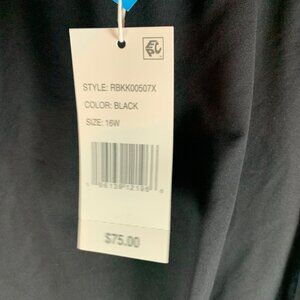 STYLE: RBKK00507X
COLOR: BLACK
SIZE: 16W
$75.00